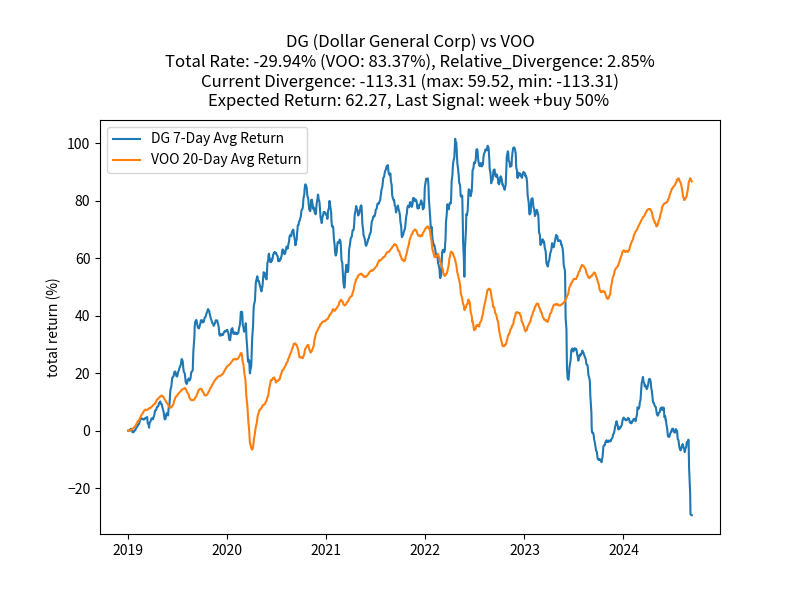 DG (Dollar General Corp) vs VOO
Total Rate: -29.94% (VOO: 83.37%), Relative_Divergence: 2.85%
Current Divergence: -113.31 (max: 59.52, min: -113.31)
Expected Return: 62.27, Last Signal: week +buy 50%
DG 7-Day Avg Return
VOO 20-Day Avg Return
total return (%)
100
80
60
40
20
0
−20
2019 2020 2021 2022 2023 2024